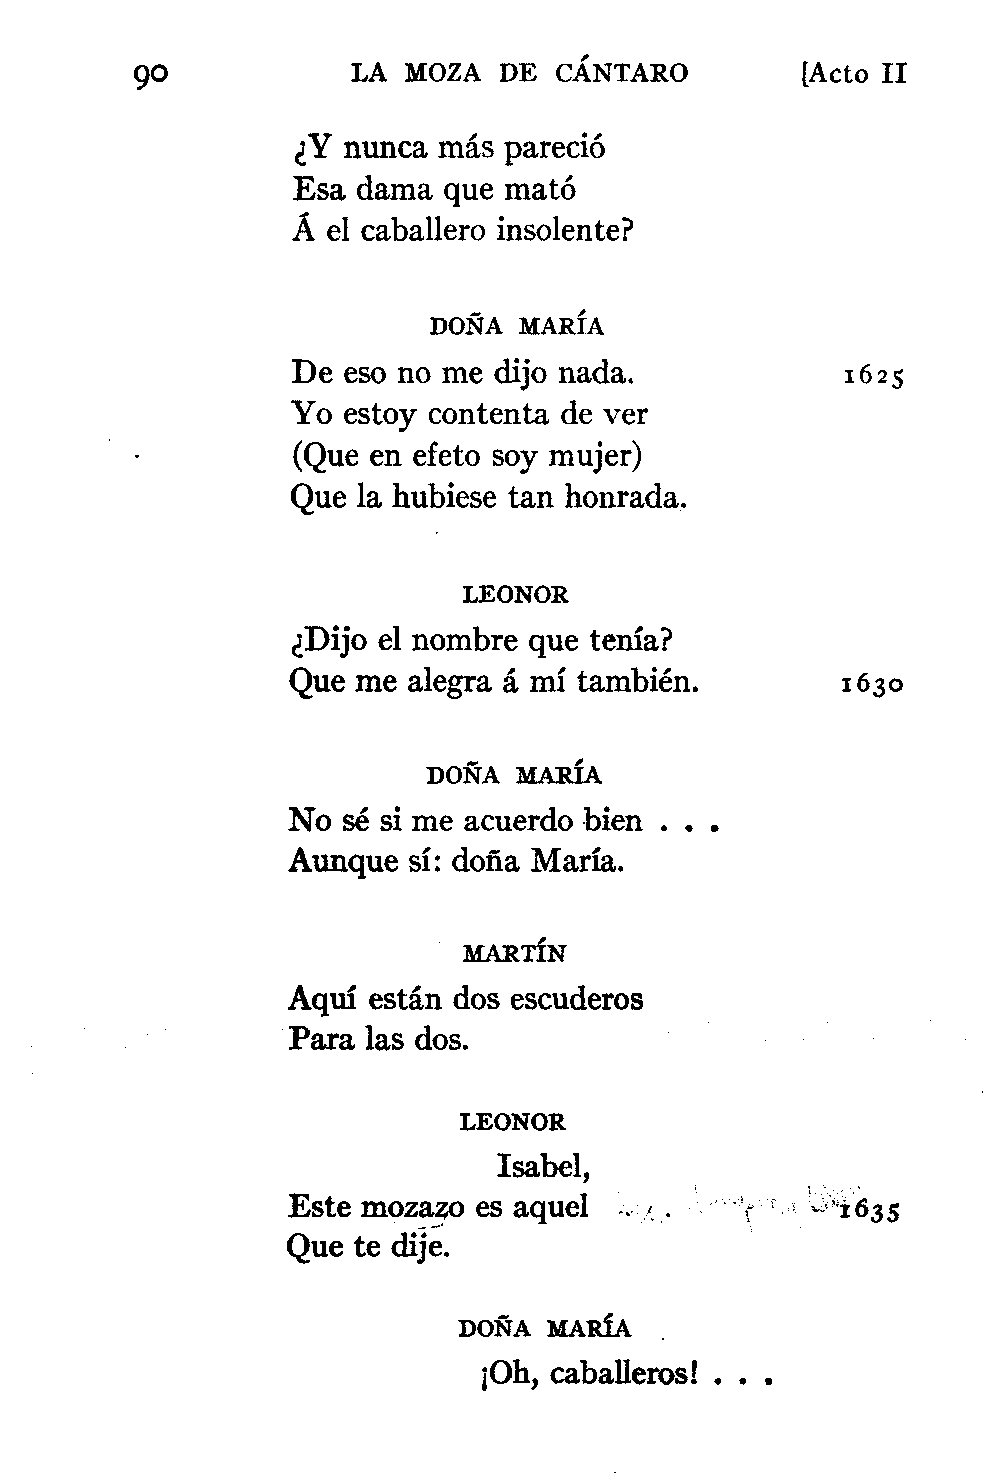 90 LA MOZA DE CÁNTARO [Acto II
¿Y nunca más pareció
Esa dama que mató
Á el caballero insolente?
DOÑA MARÍA
De eso no me dijo nada. 1625
Yo estoy contenta de ver
(Que en efeto soy mujer)
Que la hubiese tan honrada.
LEONOR
¿Dijo el nombre que tenía?
Que me alegra á mí también. 1630
DOÑA MARÍA
No sé si me acuerdo bien . . .
Aunque sí: doña María.
MARTÍN
Aquí están dos escuderos
Para las dos.
LEONOR
Isabel,
Este mozazo es aquel 1635
Que te dije.
DOÑA MARÍA
¡Oh, caballeros! . . .